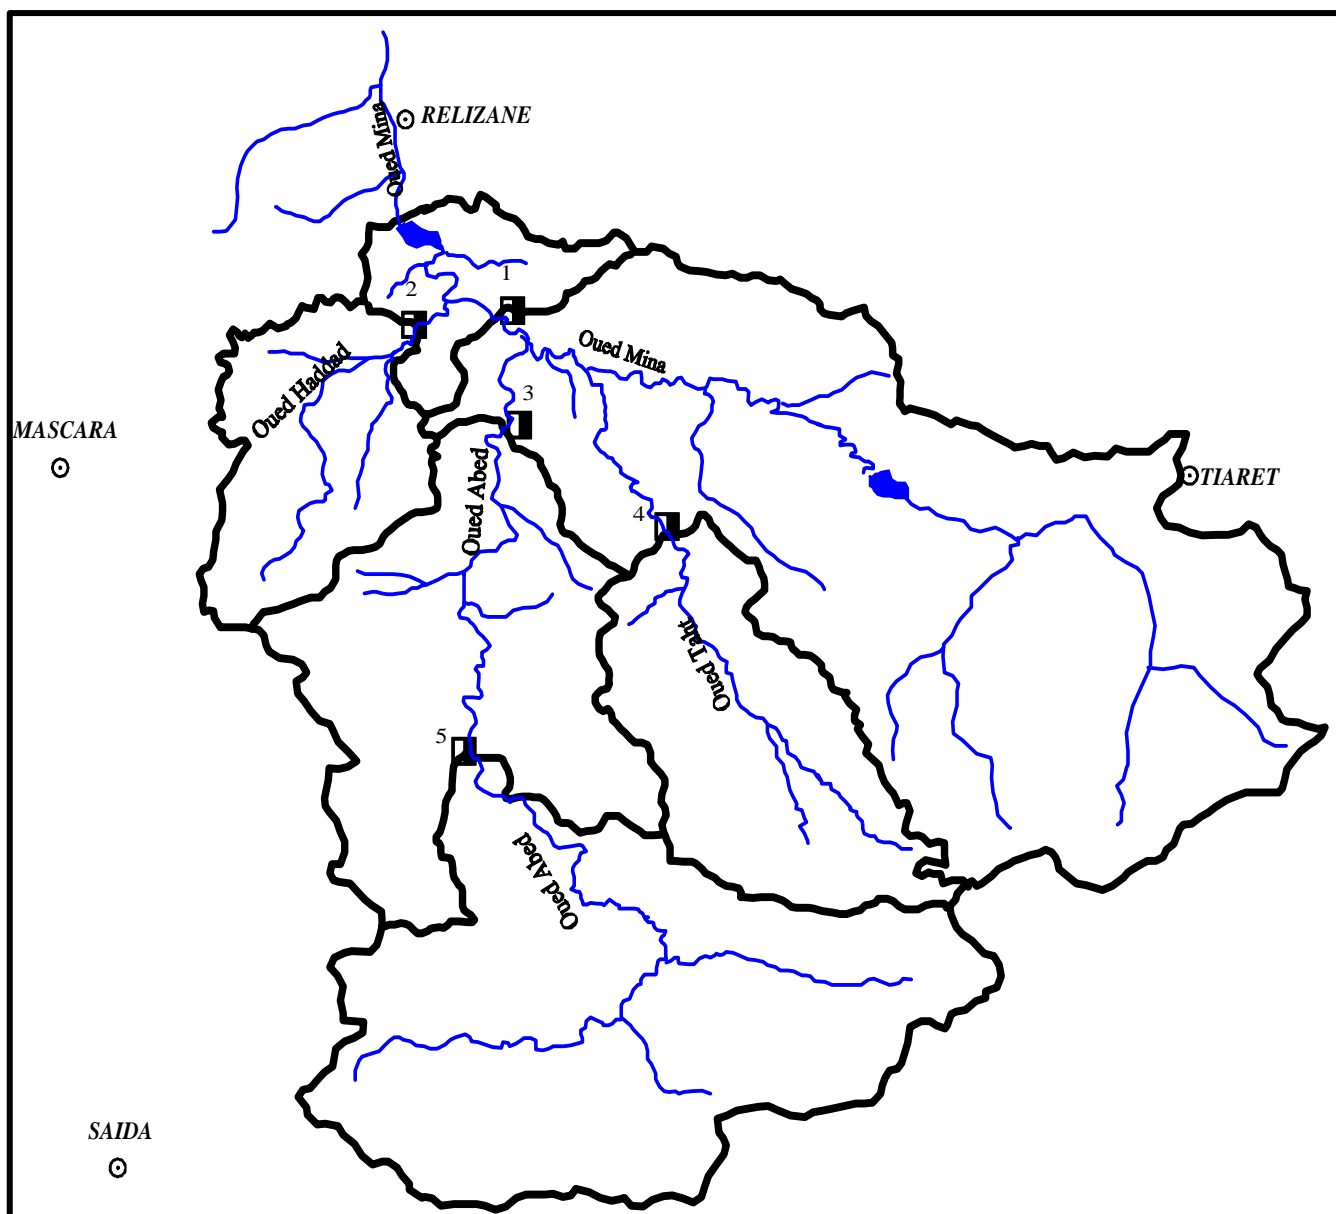 RELIZANE
Oued Mina
1
2
Oued Mina
Oued Haddad
3
MASCARA
Oued Abed
TIARET
4
Oued Taht
5
Oued Abed
SAIDA